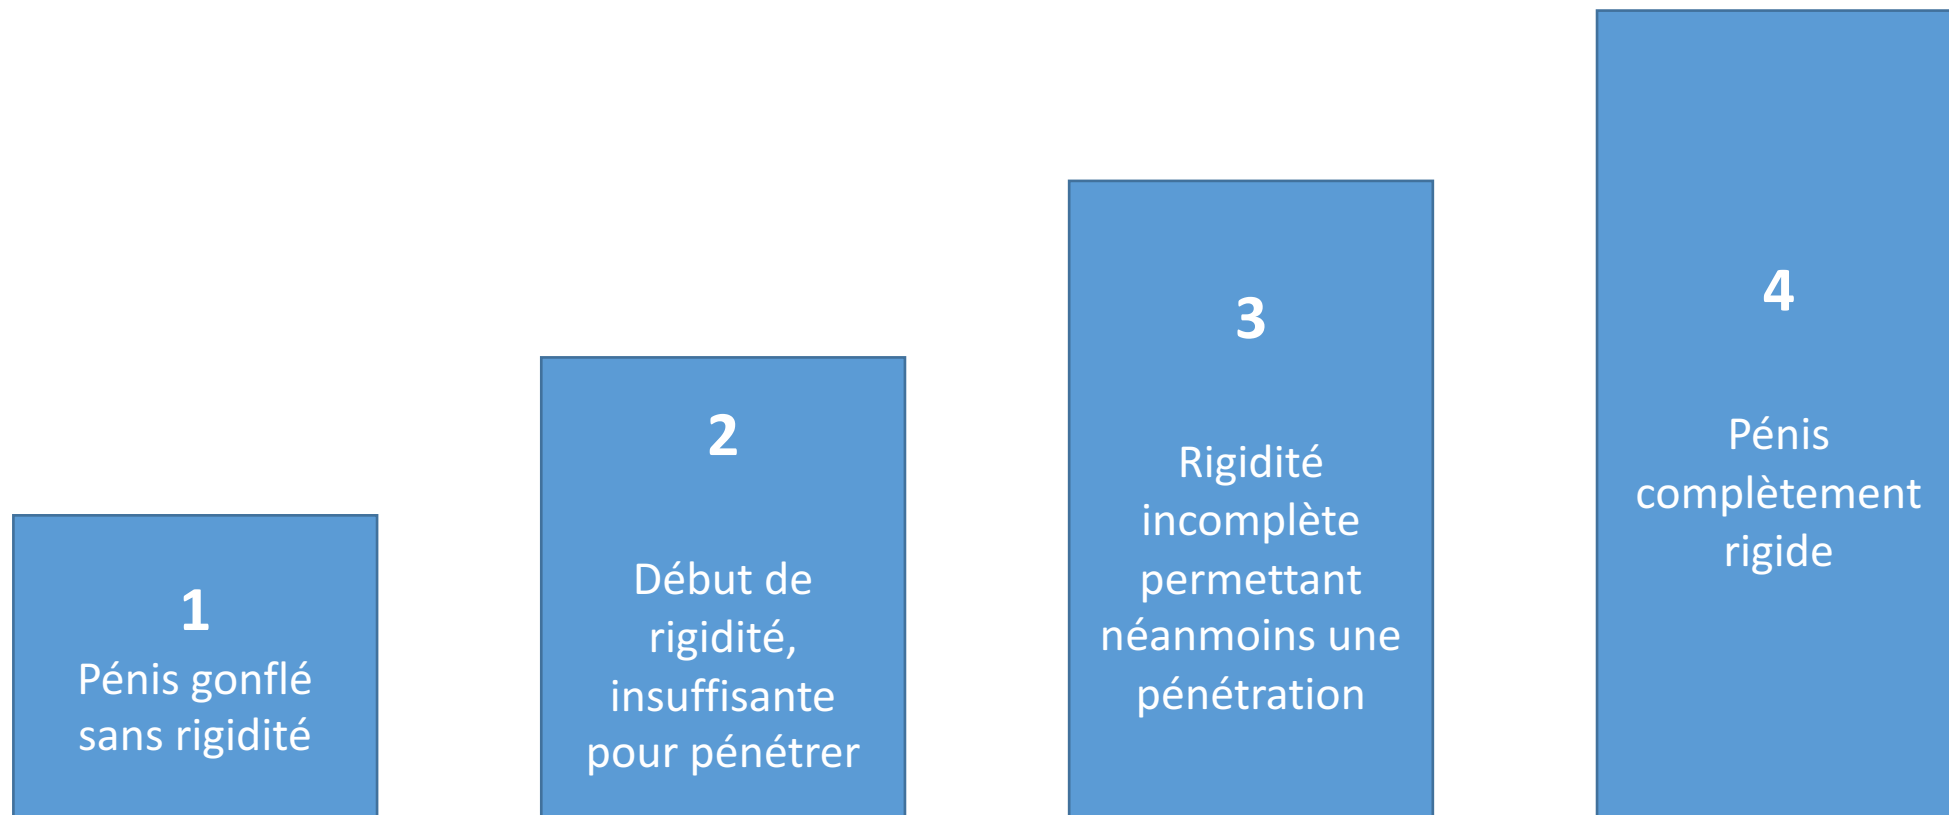 1
Pénis gonflé
sans rigidité
2
Début de
rigidité,
insuffisante
pour pénétrer
3
Rigidité
incomplète
permettant
néanmoins une
pénétration
4
Pénis
complètement
rigide